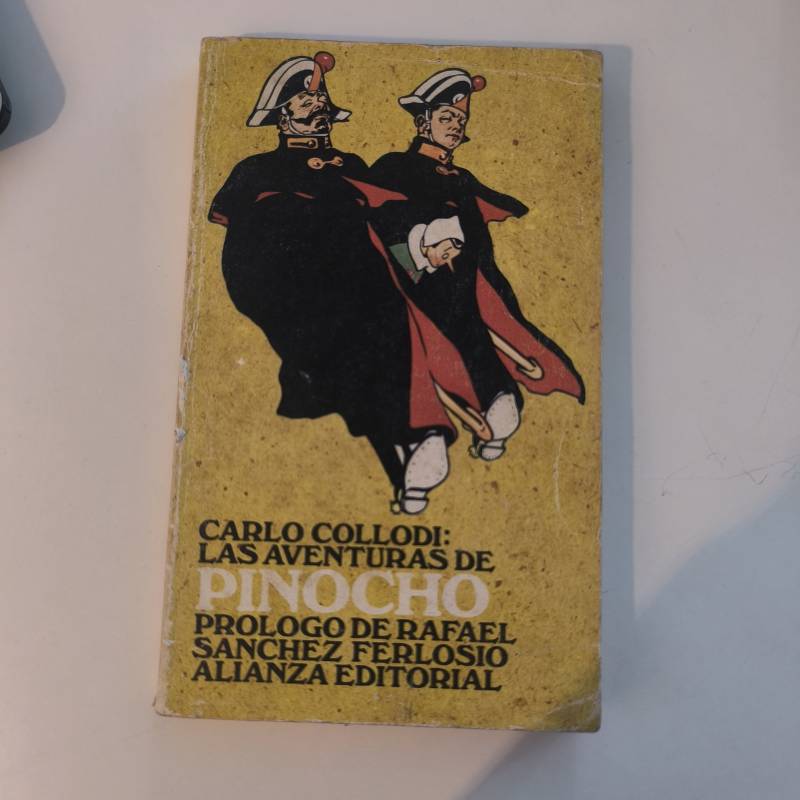 CARLO COLLODI:
LAS AVENTURAS DE
PINOCHO
PROLOGO DE RAFAEL
SANCHEZ FERLOSIO
ALIANZA EDITORIAL